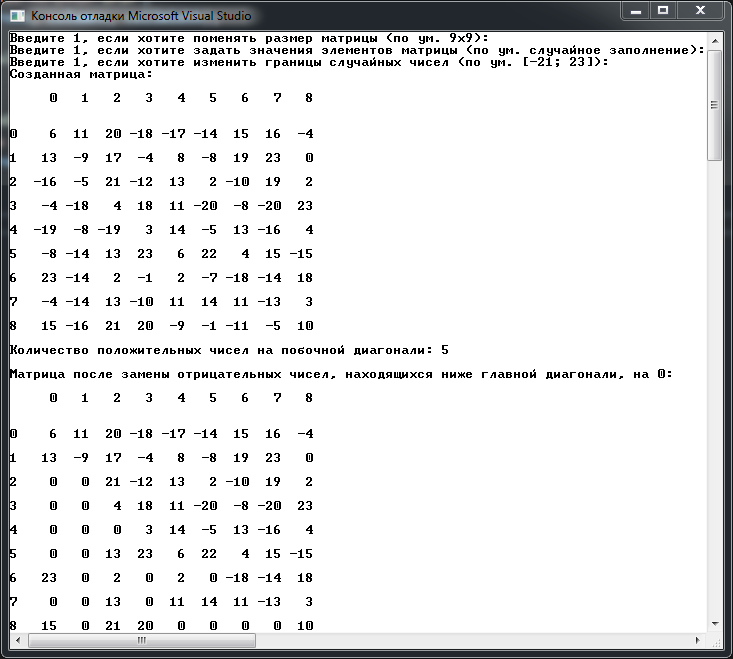 Консоль отладки Microsoft Visual Studio
Введите 1, если хотите поменять размер матрицы (по ум. 9x9):
Введите 1, если хотите задать значения элементов матрицы (по ум. случайное заполнение):
Введите 1, если хотите изменить границы случайных чисел (по ум. [-21; 23]):
Созданная матрица:
0 1 2 3 4 5 6 7 8
0 6 11 20 -18 -17 -14 15 16 -4
1 13 -9 17 -4 8 -8 19 23 0
2 -16 -5 21 -12 13 2 -10 19 2
3 -4 -18 4 18 11 -20 -8 -20 23
4 -19 -8 -19 3 14 -5 13 -16 4
5 -8 -14 13 23 6 22 4 15 -15
6 23 -14 2 -1 2 -7 -18 -14 18
7 -4 -14 13 -10 11 14 11 -13 3
8 15 -16 21 20 -9 -1 -11 -5 10
Количество положительных чисел на побочной диагонали: 5
Матрица после замены отрицательных чисел, находящихся ниже главной диагонали, на 0:
0 1 2 3 4 5 6 7 8
0 6 11 20 -18 -17 -14 15 16 -4
1 13 -9 17 -4 8 -8 19 23 0
2 0 0 21 -12 13 2 -10 19 2
3 0 0 4 18 11 -20 -8 -20 23
4 0 0 0 3 14 -5 13 -16 4
5 0 0 13 23 6 22 4 15 -15
6 23 0 2 0 2 0 -18 -14 18
7 0 0 13 0 11 14 11 -13 3
8 15 0 21 20 0 0 0 0 10